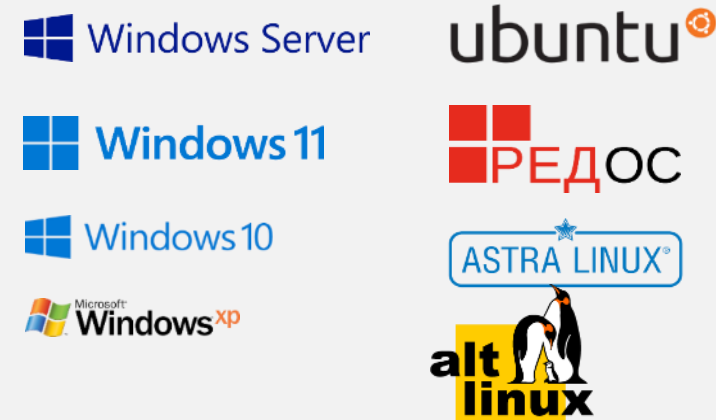 Windows Server
Windows 11
Windows 10
Microsoft
Windows xp
ubuntu
РЕДОС
ASTRA LINUX®
alt
linux